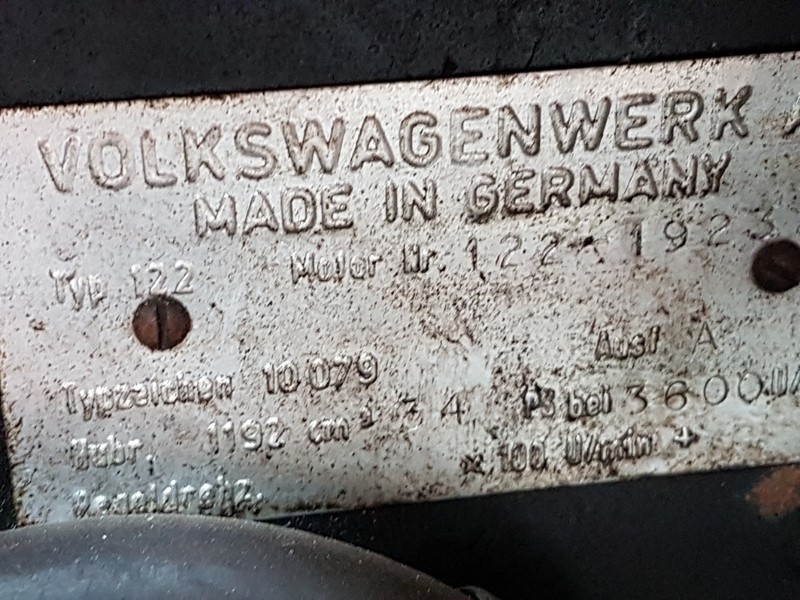 VOLKSWAGENWERK A
MADE IN GERMANY
Typ 122 Motor Nr. 122-1923
Ausf A
Typzeichen 10 079
Hubr. 1192 cm³ 34 PS bei 3600 U/
× 100 U/min +